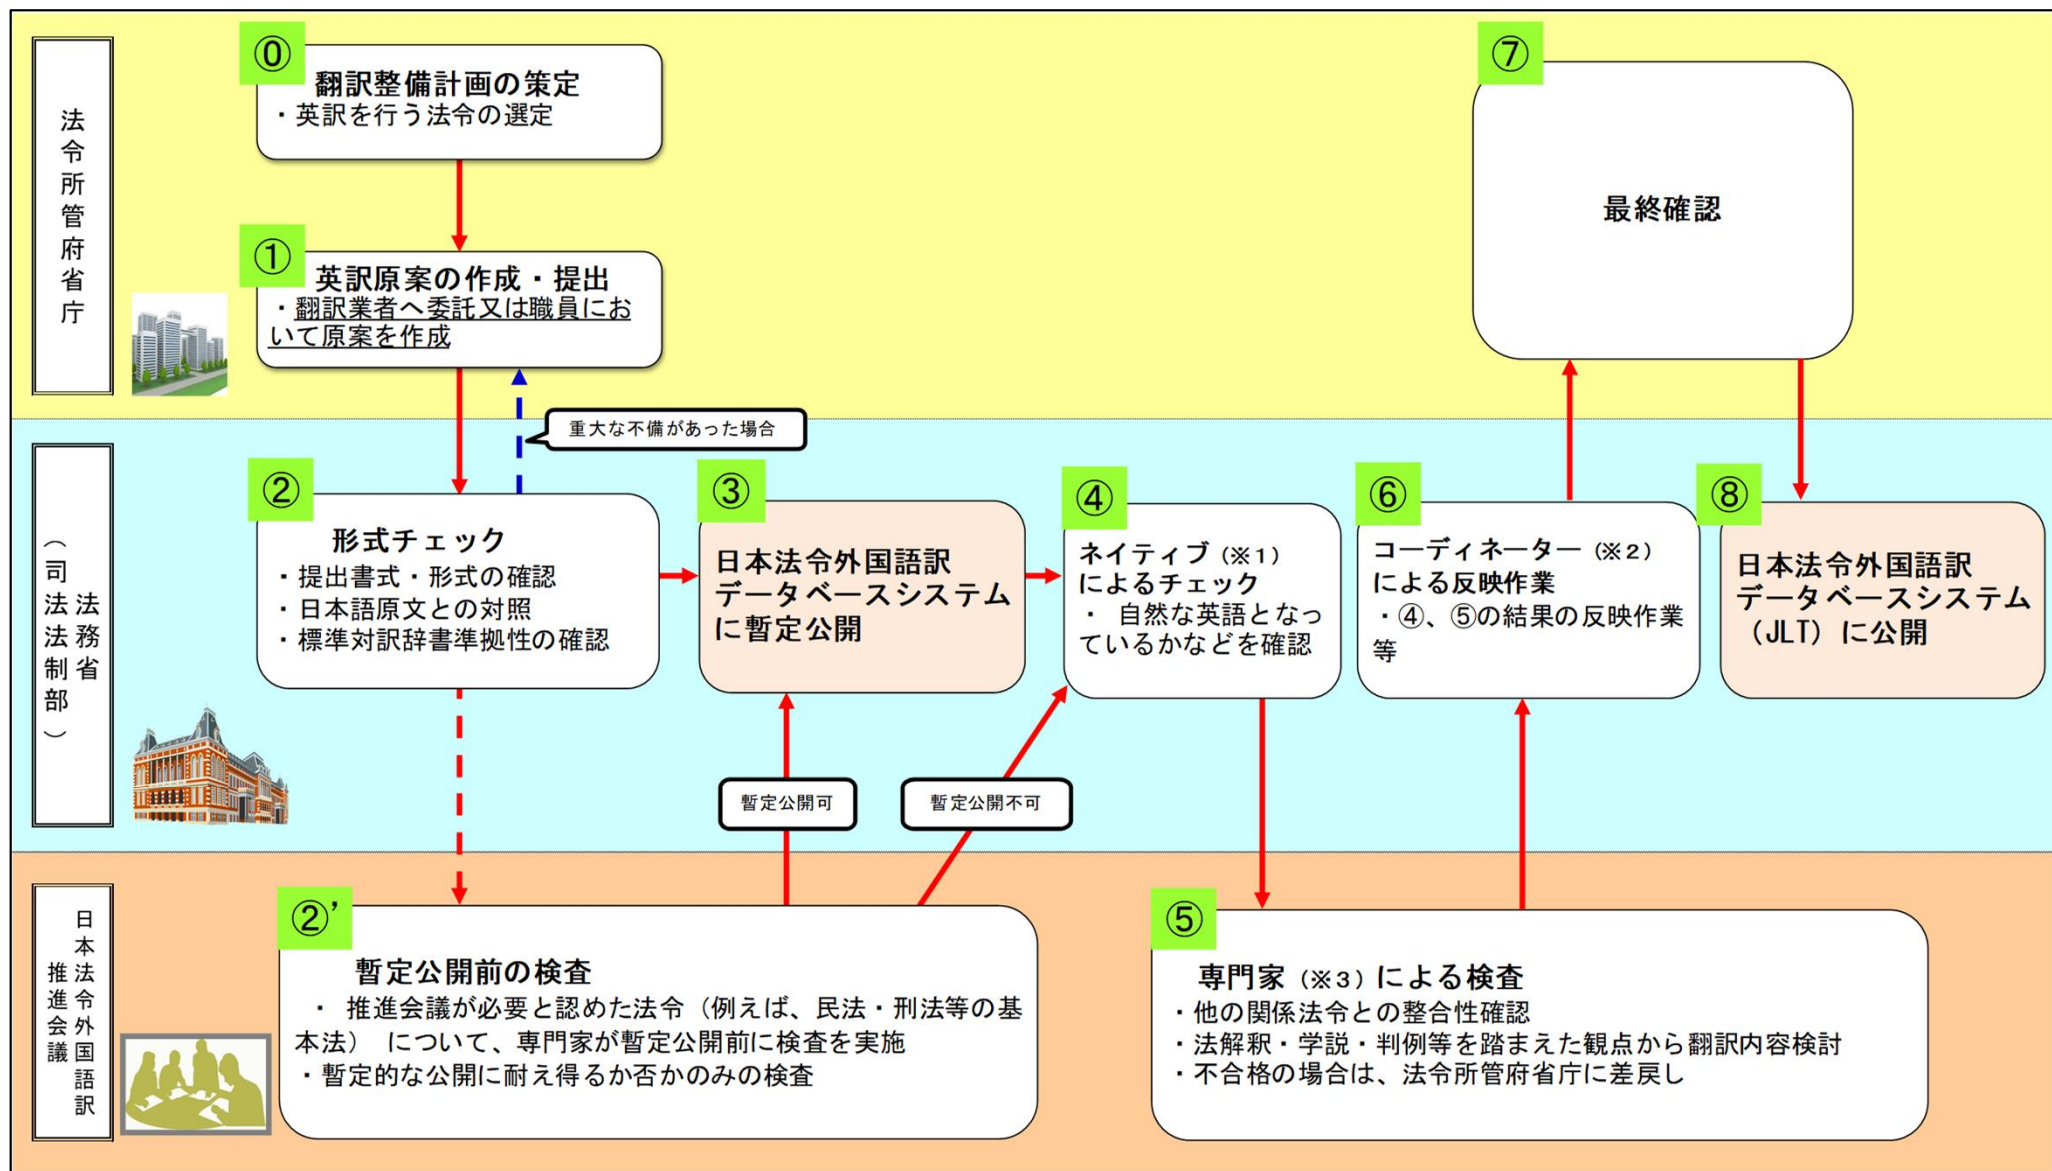 法令所管府省庁
⓪
翻訳整備計画の策定
・英訳を行う法令の選定
①
英訳原案の作成・提出
・翻訳業者へ委託又は職員にお
いて原案を作成
⑦
最終確認
重大な不備があった場合
法務省
（司法法制部）
②
形式チェック
・提出書式・形式の確認
・日本語原文との対照
・標準対訳辞書準拠性の確認
③
日本法令外国語訳
データベースシステム
に暫定公開
④
ネイティブ（※１）
によるチェック
・ 自然な英語となっ
ているかなどを確認
⑥
コーディネーター（※２）
による反映作業
・④、⑤の結果の反映作業
等
⑧
日本法令外国語訳
データベースシステム
（JLT）に公開
暫定公開可
暫定公開不可
日本法令外国語訳
推進会議
②’
暫定公開前の検査
・ 推進会議が必要と認めた法令（例えば、民法・刑法等の基
本法） について、専門家が暫定公開前に検査を実施
・暫定的な公開に耐え得るか否かのみの検査
⑤
専門家（※３）による検査
・他の関係法令との整合性確認
・法解釈・学説・判例等を踏まえた観点から翻訳内容検討
・不合格の場合は、法令所管府省庁に差戻し